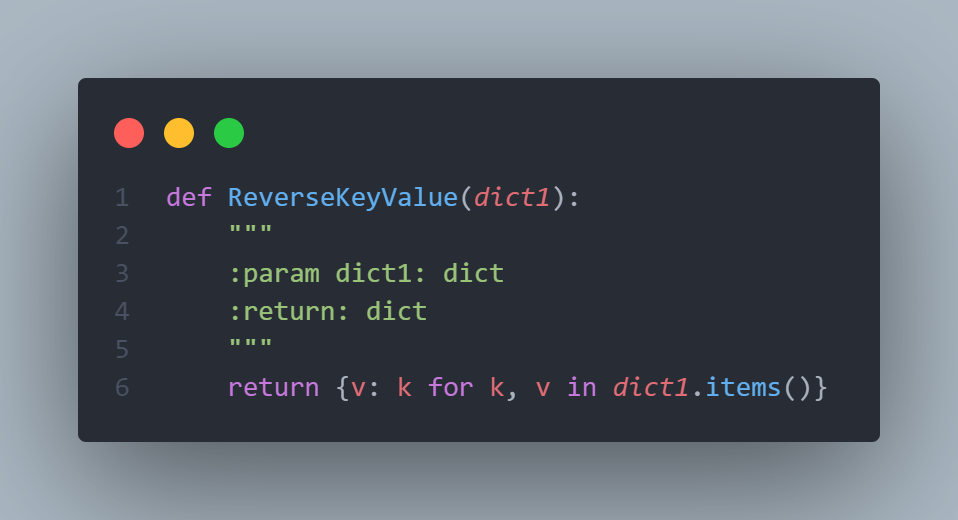 1 def ReverseKeyValue(dict1):
2 """
3 :param dict1: dict
4 :return: dict
5 """
6 return {v: k for k, v in dict1.items()}